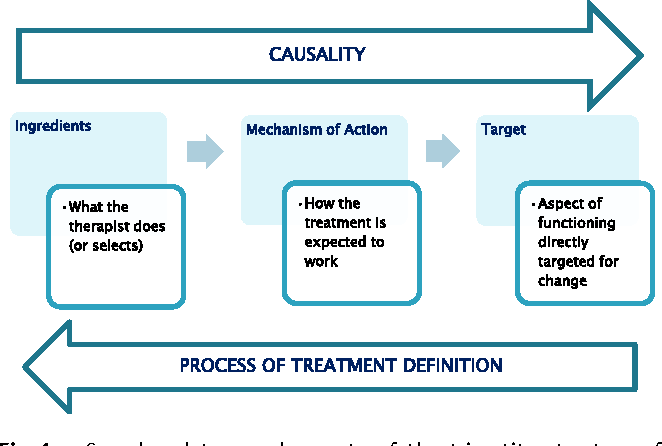 CAUSALITY
Ingredients
Mechanism of Action
Target
·What the
therapist does
(or selects)
·How the
treatment is
expected to
work
·Aspect of
functioning
directly
targeted for
change
PROCESS OF TREATMENT DEFINITION